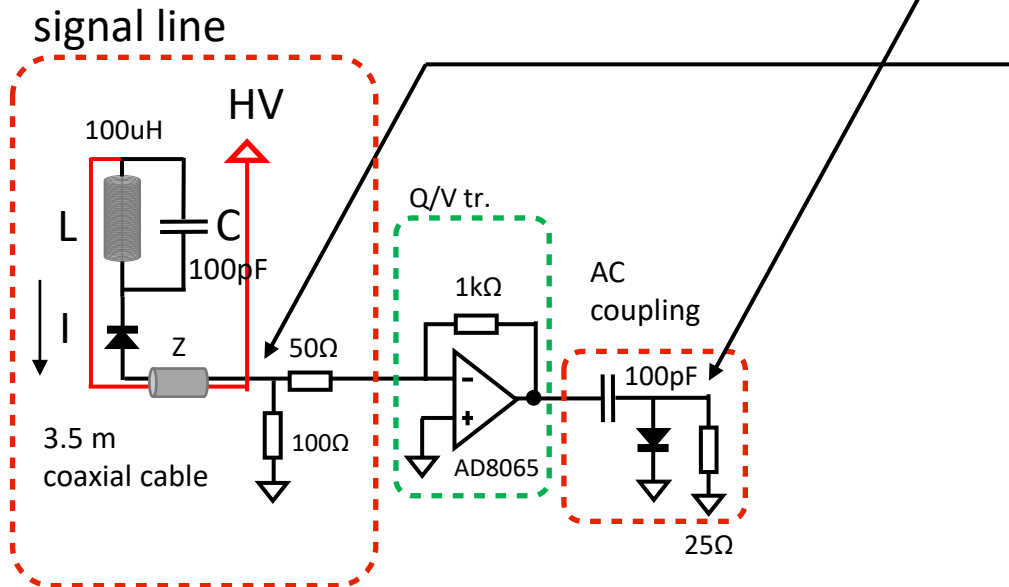 signal line
HV
100uH
Q/V tr.
L
C
100pF
AC
coupling
1kΩ
I
Z
50Ω
100pF
−
+
3.5 m
coaxial cable
100Ω
AD8065
25Ω